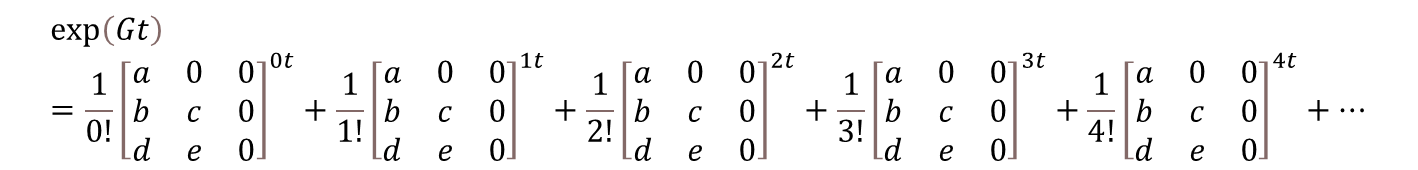 exp(Gt)
= 1/0! [a 0 0; b c 0; d e 0]^0t + 1/1! [a 0 0; b c 0; d e 0]^1t + 1/2! [a 0 0; b c 0; d e 0]^2t + 1/3! [a 0 0; b c 0; d e 0]^3t + 1/4! [a 0 0; b c 0; d e 0]^4t + ⋯